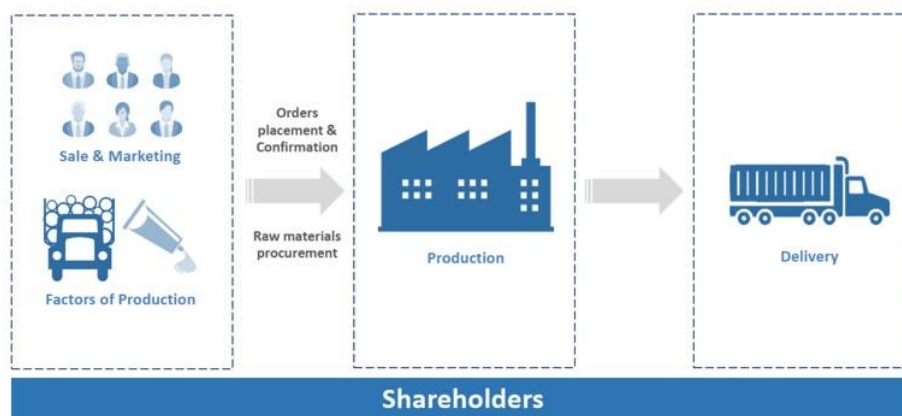 Sale & Marketing
Factors of Production
Orders
placement &
Confirmation
Raw materials
procurement
Production
Delivery
Shareholders